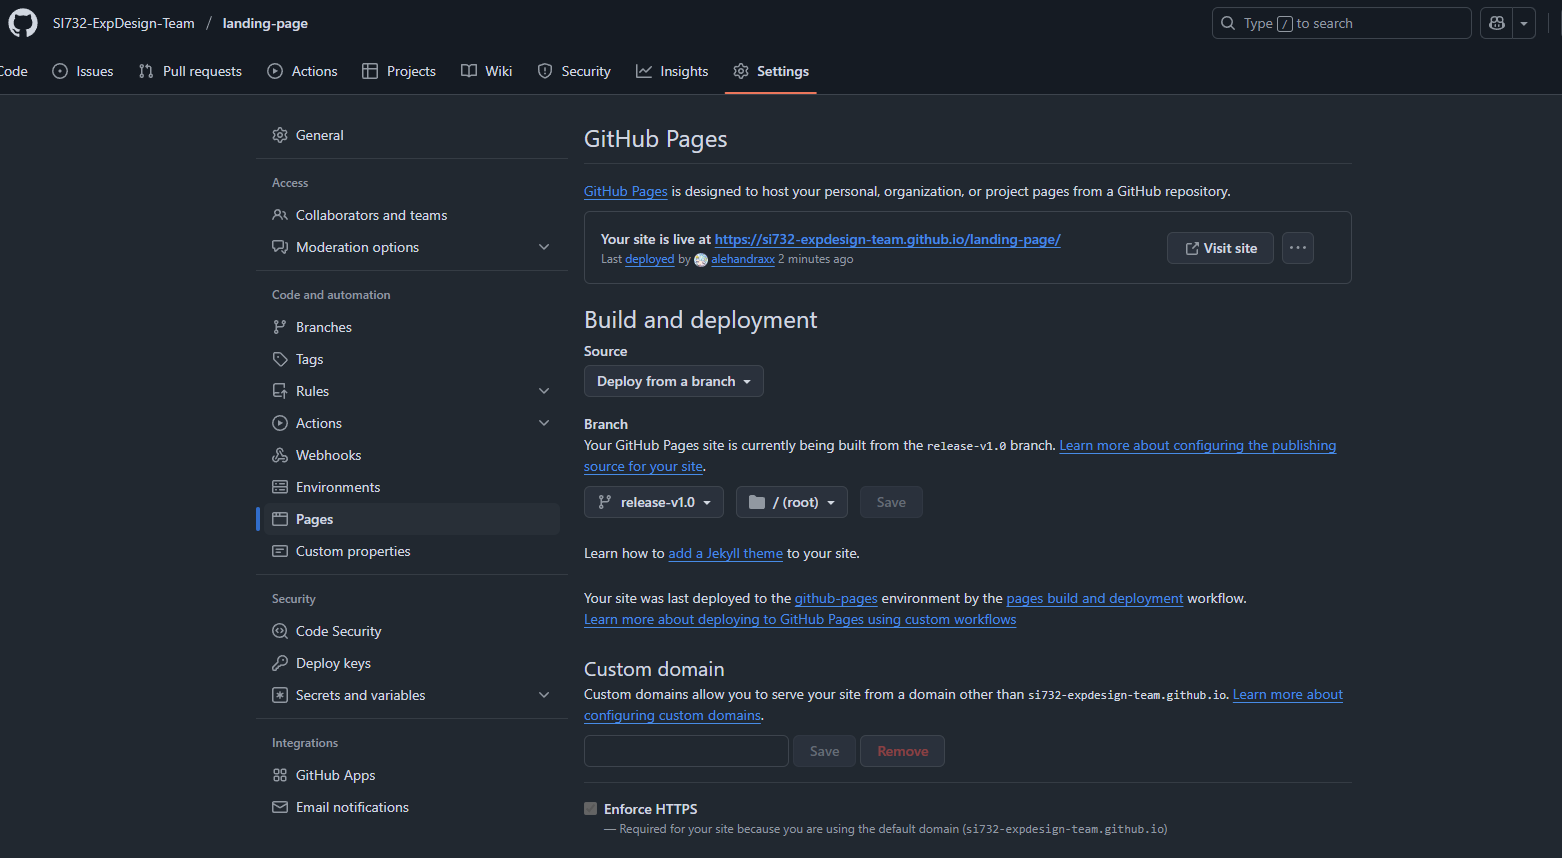 SI732-ExpDesign-Team / landing-page
Type / to search
Code Issues Pull requests Actions Projects Wiki Security Insights Settings
General
Access
Collaborators and teams
Moderation options
Code and automation
Branches
Tags
Rules
Actions
Webhooks
Environments
Pages
Custom properties
Security
Code Security
Deploy keys
Secrets and variables
Integrations
GitHub Apps
Email notifications
GitHub Pages
GitHub Pages is designed to host your personal, organization, or project pages from a GitHub repository.
Your site is live at https://si732-expdesign-team.github.io/landing-page/
Last deployed by alehandraxx 2 minutes ago
Visit site
Build and deployment
Source
Deploy from a branch
Branch
Your GitHub Pages site is currently being built from the release-v1.0 branch. Learn more about configuring the publishing
source for your site.
release-v1.0 / (root) Save
Learn how to add a Jekyll theme to your site.
Your site was last deployed to the github-pages environment by the pages build and deployment workflow.
Learn more about deploying to GitHub Pages using custom workflows
Custom domain
Custom domains allow you to serve your site from a domain other than si732-expdesign-team.github.io. Learn more about
configuring custom domains.
Save Remove
Enforce HTTPS
— Required for your site because you are using the default domain (si732-expdesign-team.github.io)